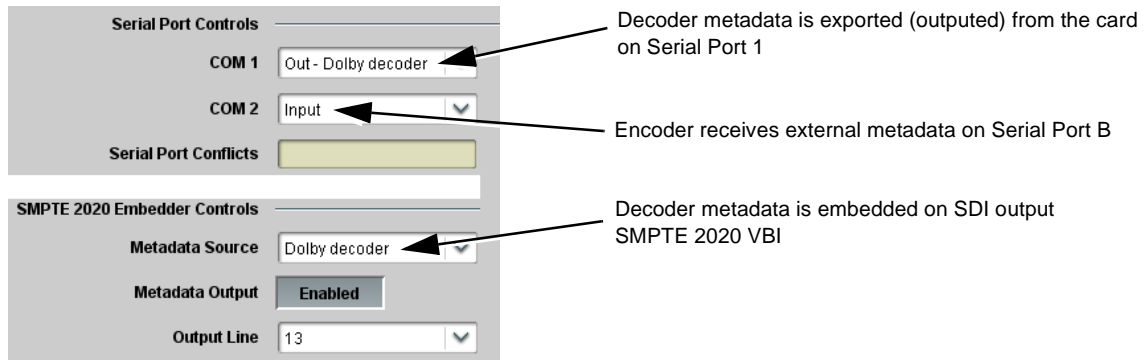 Serial Port Controls
Decoder metadata is exported (outputed) from the card
on Serial Port 1
COM 1 Out - Dolby decoder
COM 2 Input
Encoder receives external metadata on Serial Port B
Serial Port Conflicts
SMPTE 2020 Embedder Controls
Decoder metadata is embedded on SDI output
SMPTE 2020 VBI
Metadata Source Dolby decoder
Metadata Output Enabled
Output Line 13